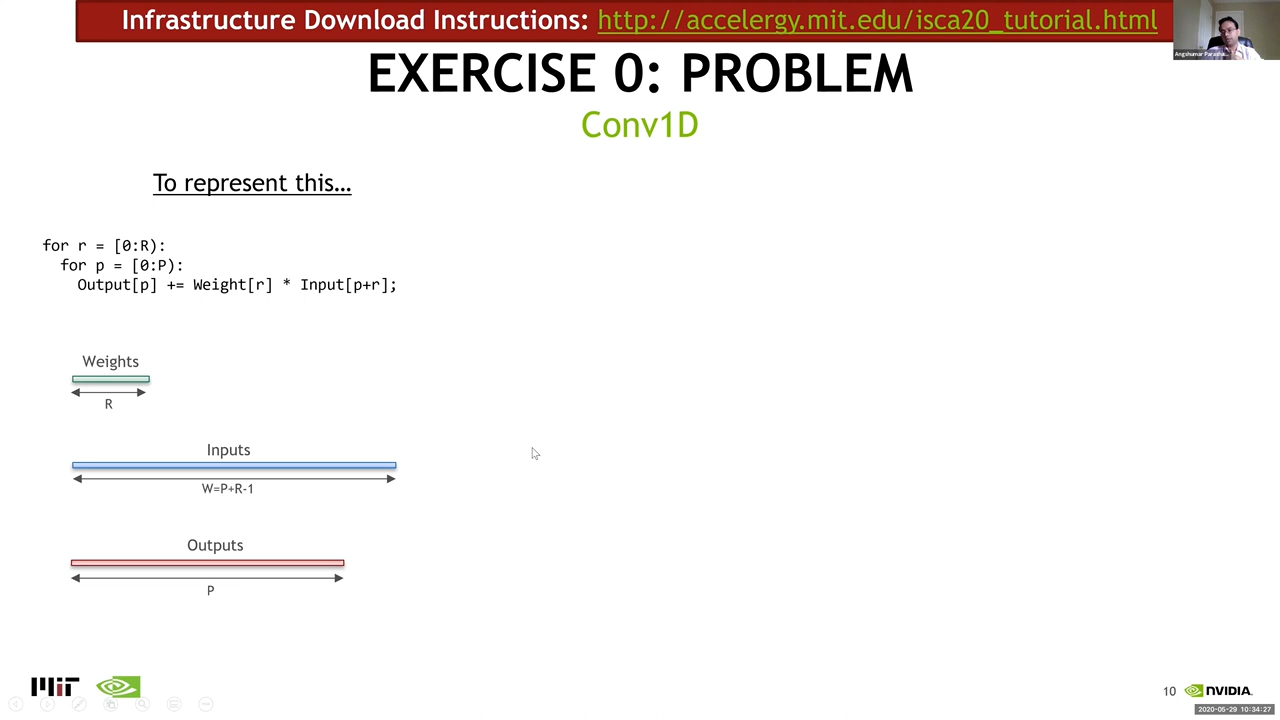 Infrastructure Download Instructions: http://accelergy.mit.edu/isca20_tutorial.html
EXERCISE 0: PROBLEM
Conv1D
To represent this…
for r = [0:R):
for p = [0:P):
Output[p] += Weight[r] * Input[p+r];
Weights
R
Inputs
W=P+R-1
Outputs
P
MIT
10
NVIDIA.
2020-05-29 10:34:27